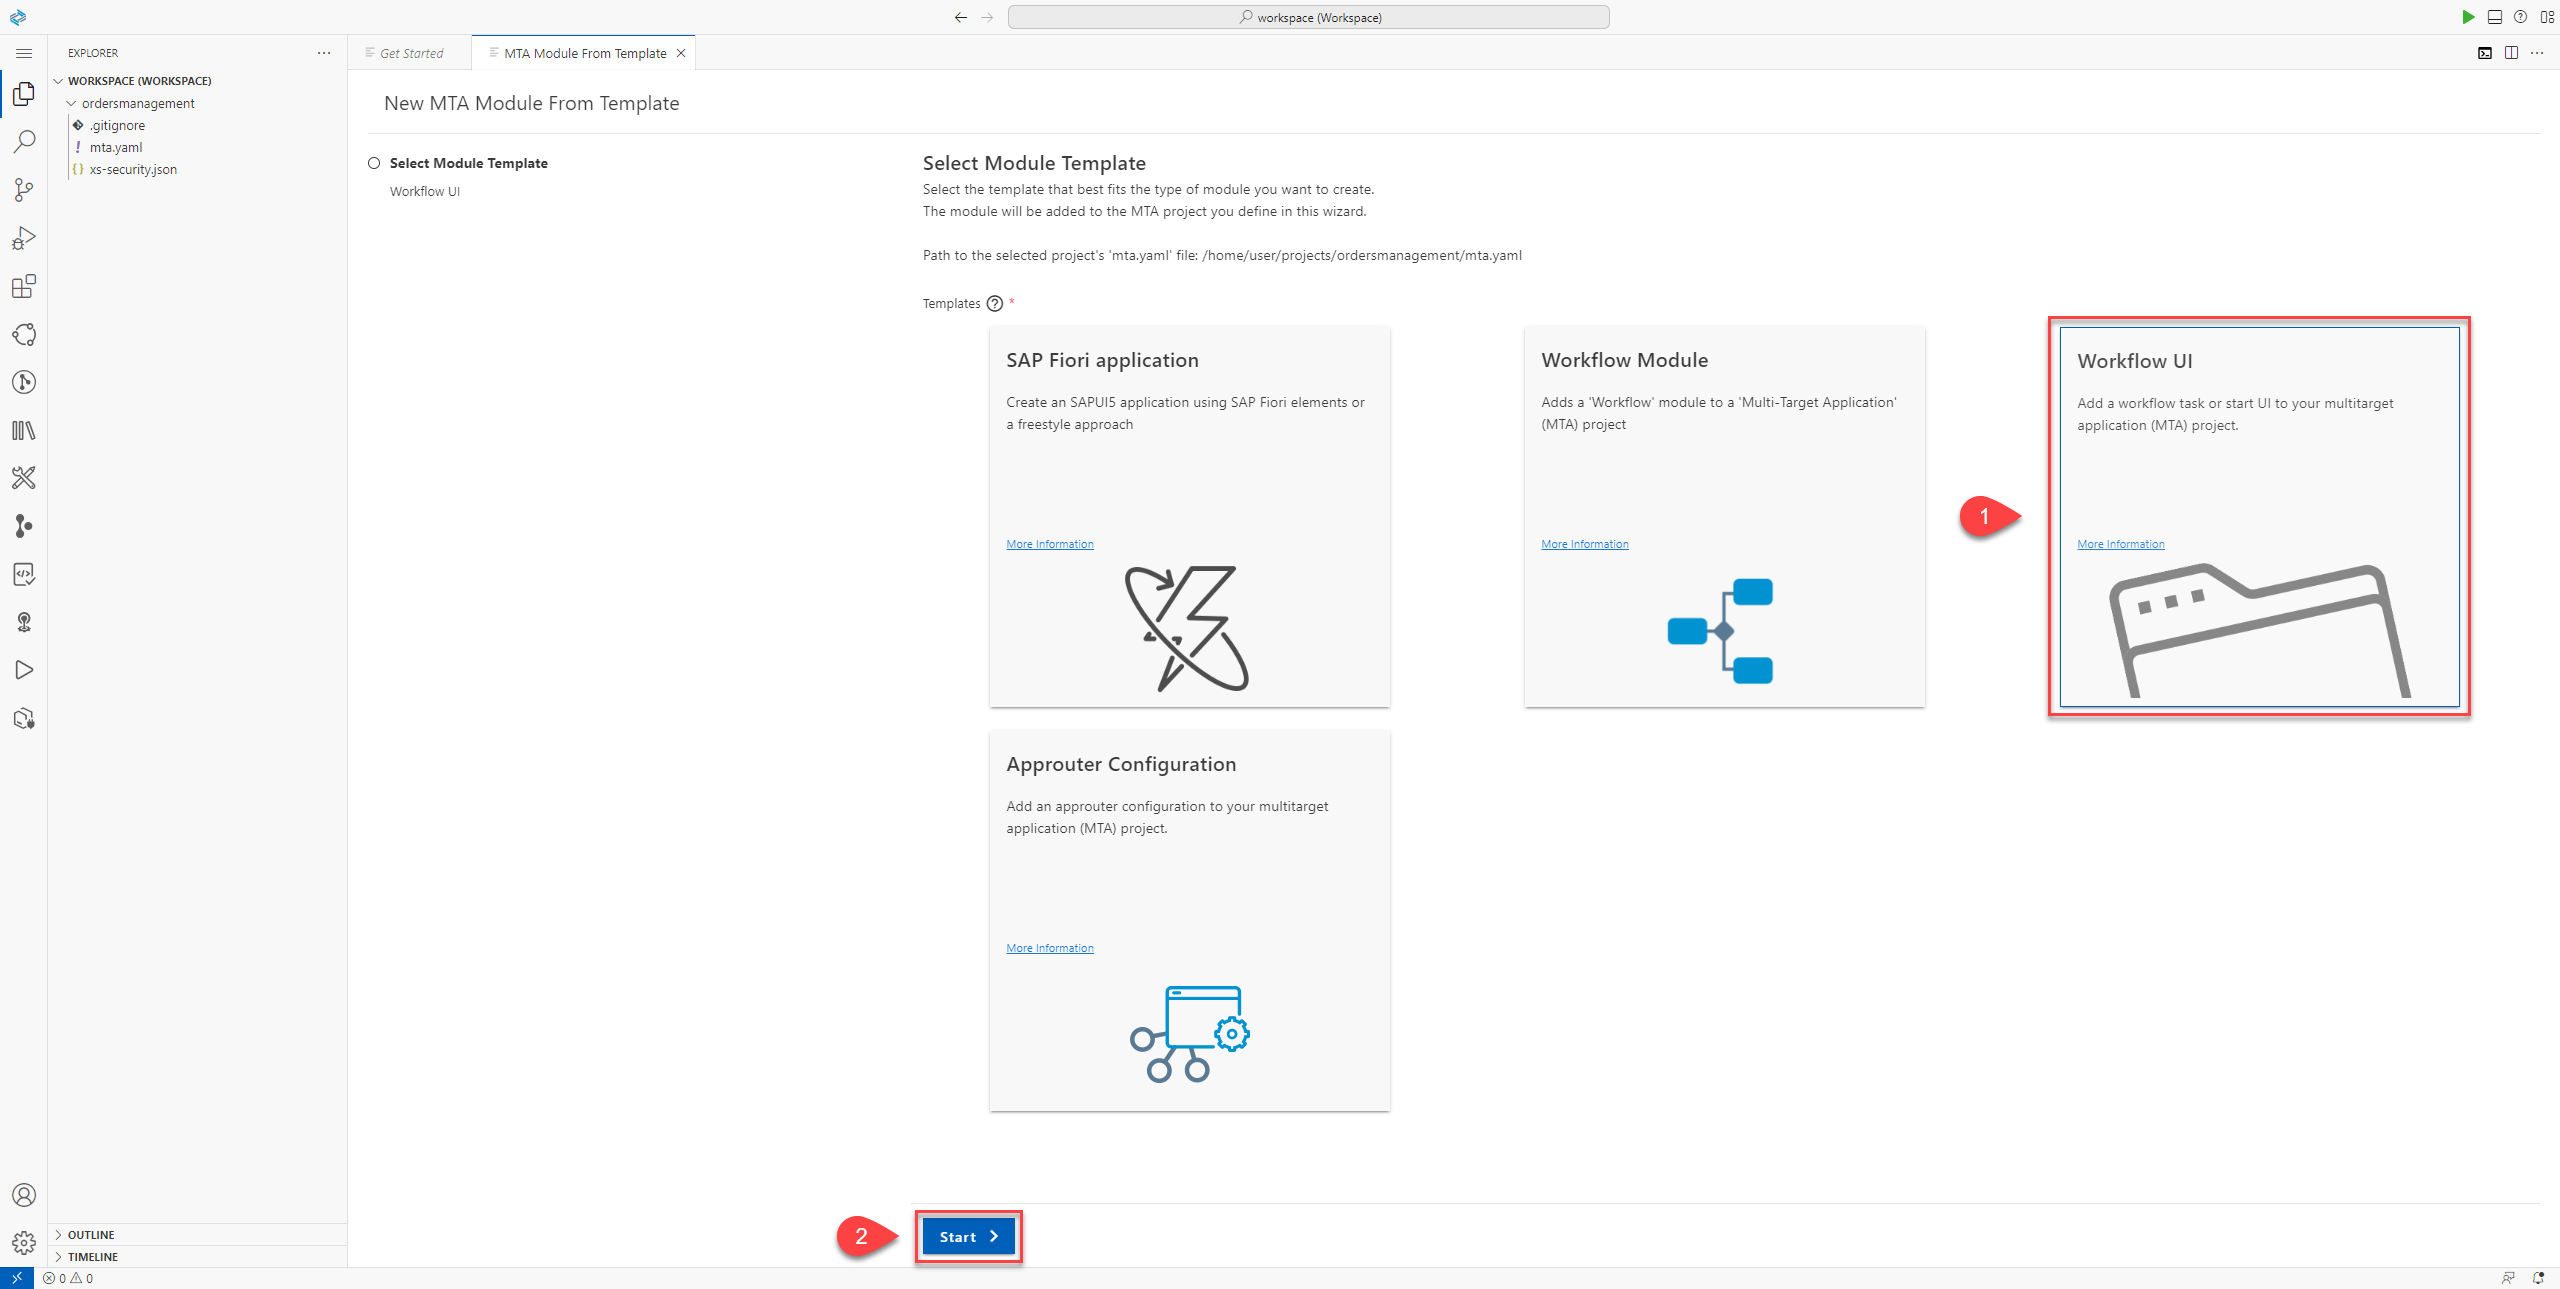 workspace (Workspace)
EXPLORER
WORKSPACE (WORKSPACE)
ordersmanagement
.gitignore
! mta.yaml
{} xs-security.json
OUTLINE
TIMELINE
Get Started
MTA Module From Template
New MTA Module From Template
Select Module Template
Workflow UI
Select Module Template
Select the template that best fits the type of module you want to create.
The module will be added to the MTA project you define in this wizard.
Path to the selected project's 'mta.yaml' file: /home/user/projects/ordersmanagement/mta.yaml
Templates ? *
SAP Fiori application
Create an SAPUI5 application using SAP Fiori elements or
a freestyle approach
More Information
Workflow Module
Adds a 'Workflow' module to a 'Multi-Target Application'
(MTA) project
More Information
1
Workflow UI
Add a workflow task or start UI to your multitarget
application (MTA) project.
More Information
Approuter Configuration
Add an approuter configuration to your multitarget
application (MTA) project.
More Information
2
Start
0 0